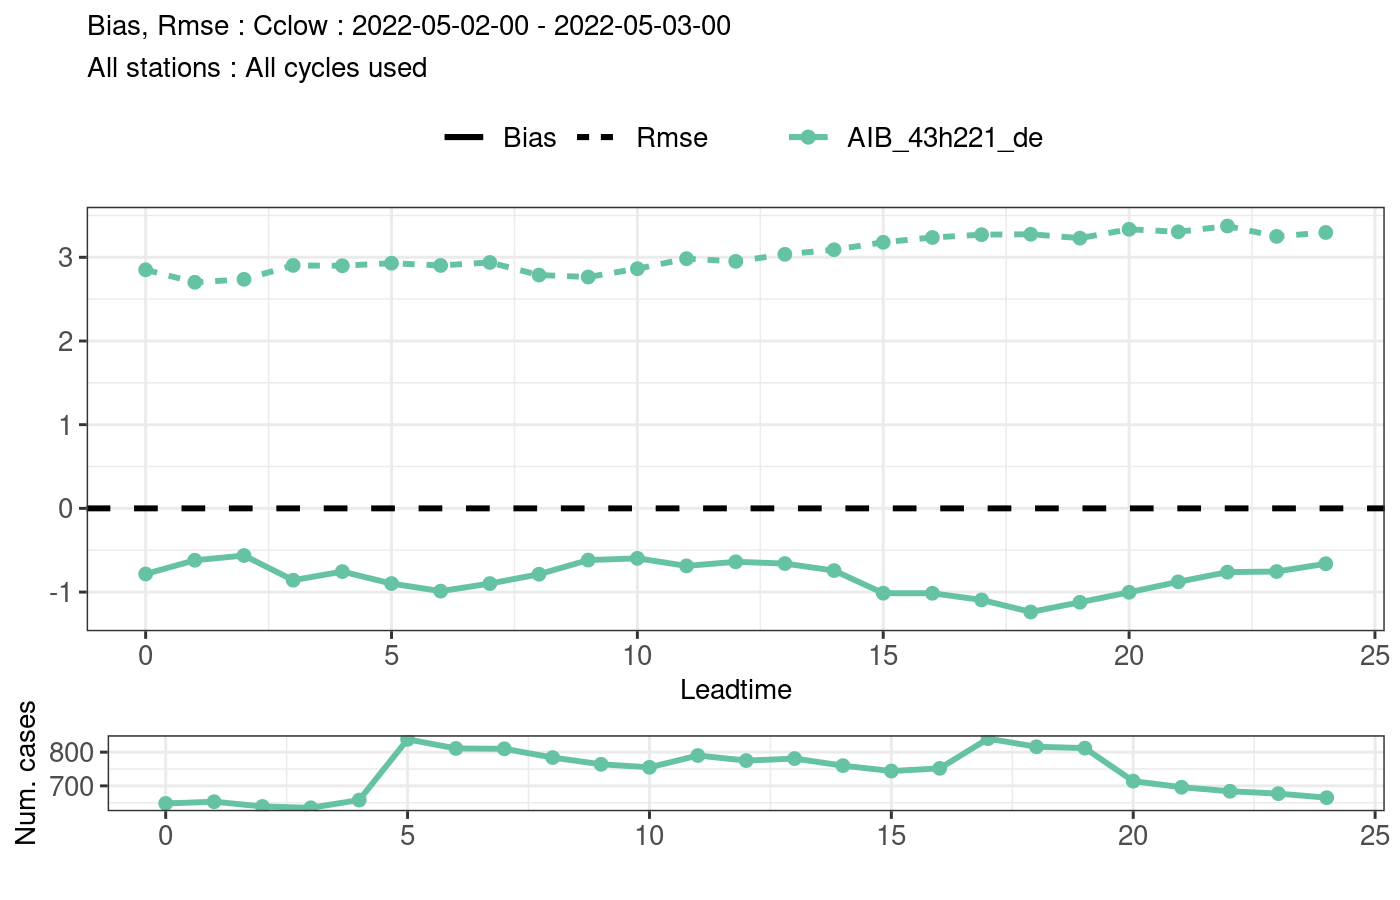 Bias, Rmse : Cclow : 2022-05-02-00 - 2022-05-03-00
All stations : All cycles used
Bias Rmse AIB_43h221_de
3
2
1
0
-1
0 5 10 15 20 25
Leadtime
Num. cases
800
700
0 5 10 15 20 25